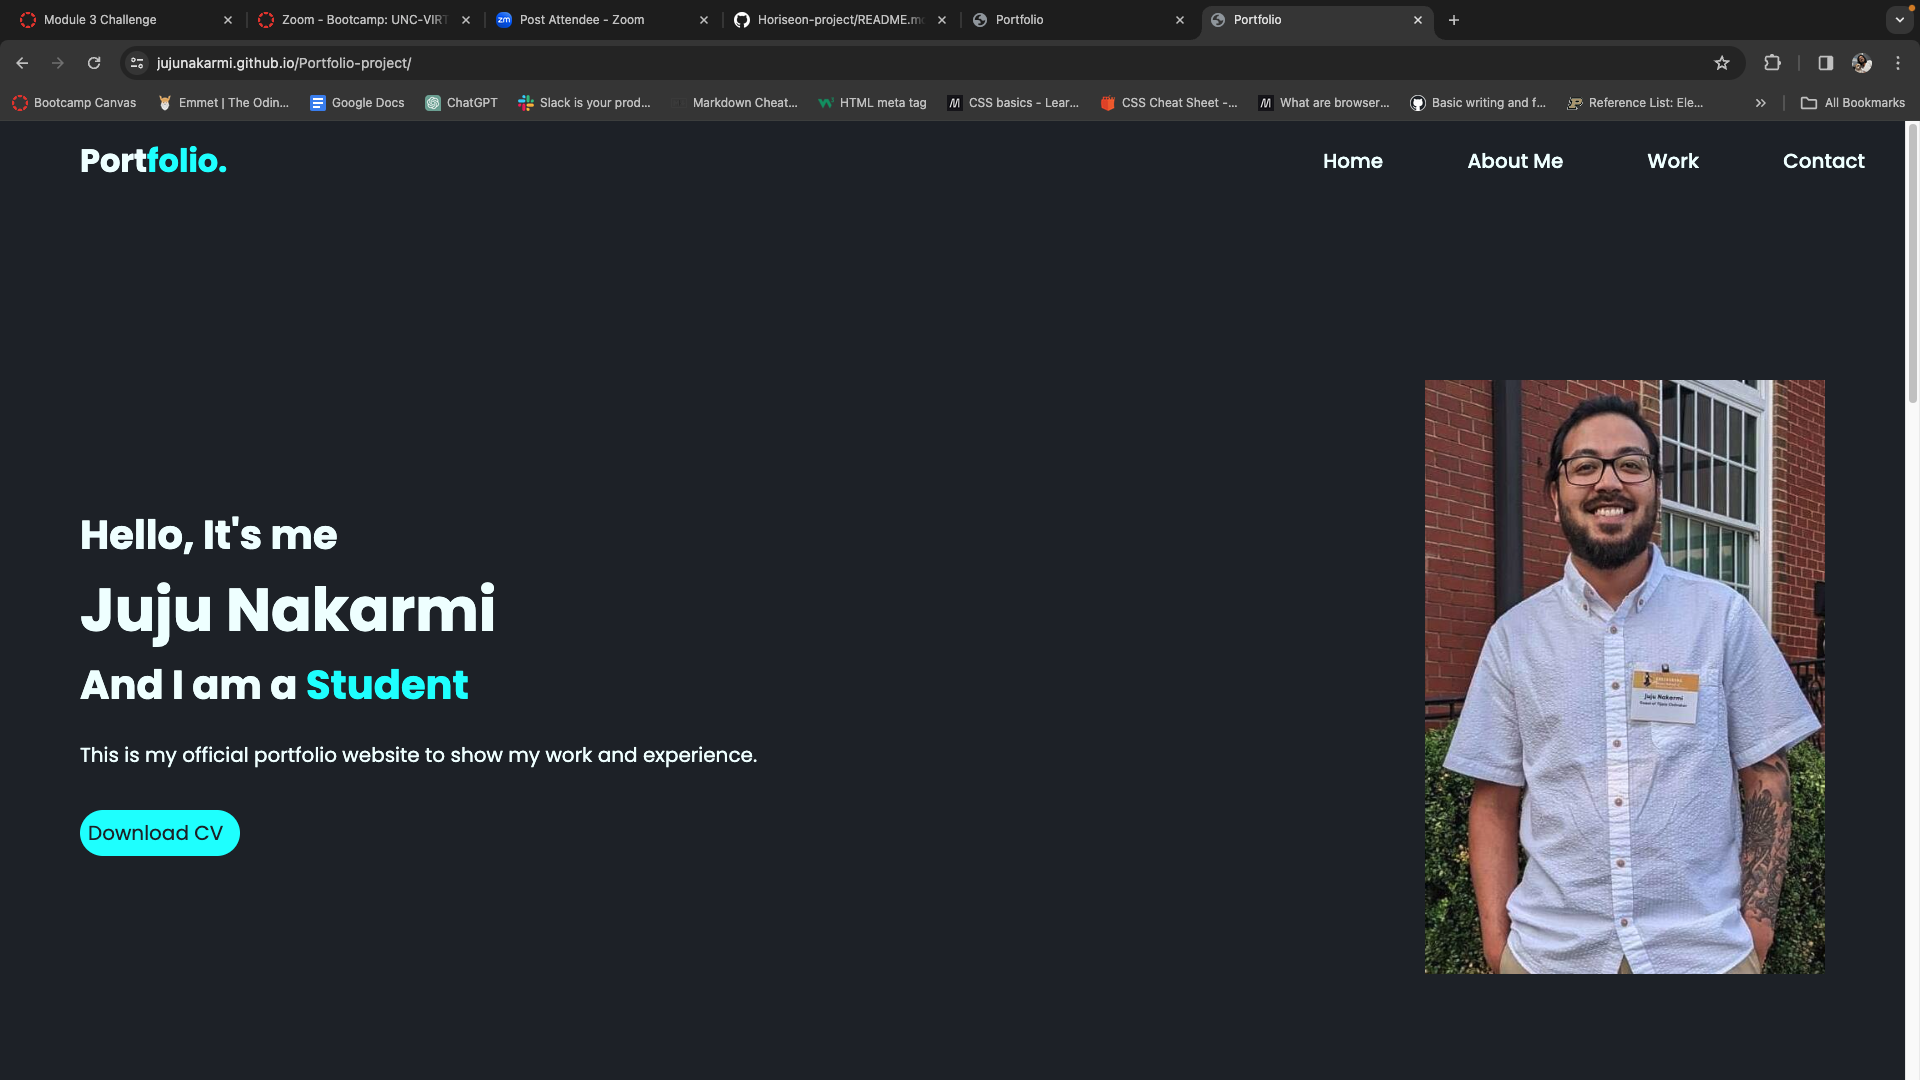 Module 3 Challenge
Zoom - Bootcamp: UNC-VIRT
Post Attendee - Zoom
Horiseon-project/README.md
Portfolio
Portfolio
jujunakarmi.github.io/Portfolio-project/
Bootcamp Canvas
Emmet | The Odin...
Google Docs
ChatGPT
Slack is your prod...
Markdown Cheat...
HTML meta tag
CSS basics - Lear...
CSS Cheat Sheet -...
What are browser...
Basic writing and f...
Reference List: Ele...
All Bookmarks
Portfolio.
Home
About Me
Work
Contact
Hello, It's me
Juju Nakarmi
And I am a Student
This is my official portfolio website to show my work and experience.
Download CV
Juju Nakarmi